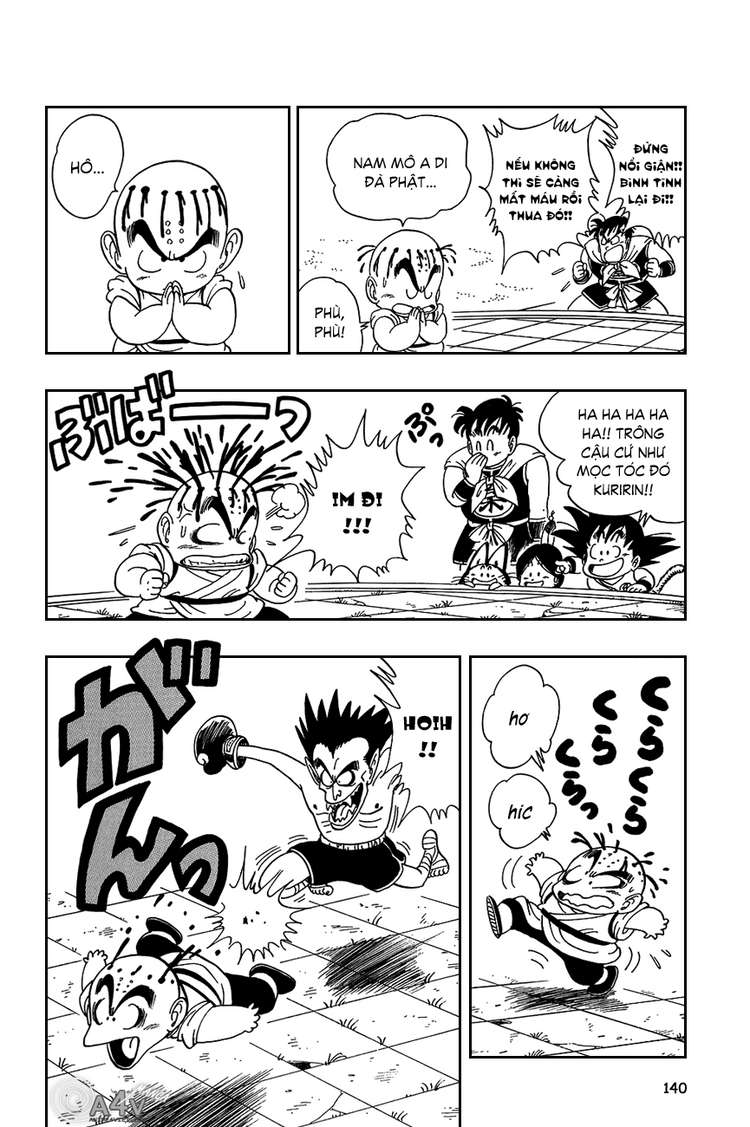 ĐỪNG
NỔI GIẬN!!
BÌNH TĨNH
LẠI ĐI!!
NẾU KHÔNG
THÌ SẼ CÀNG
MẤT MÁU RỒI
THUA ĐÓ!!
NAM MÔ A DI
ĐÀ PHẬT...
PHÙ,
PHÙ!
HÔ...
HA HA HA HA
HA!! TRÔNG
CẬU CỨ NHƯ
MỌC TÓC ĐÓ
KURIRIN!!
ぷっ
IM ĐI
!!!
ぶばーっ
くらくら
くらくらっ
HƠ
HIC
HOIH
!!
がんっ
140
A4V